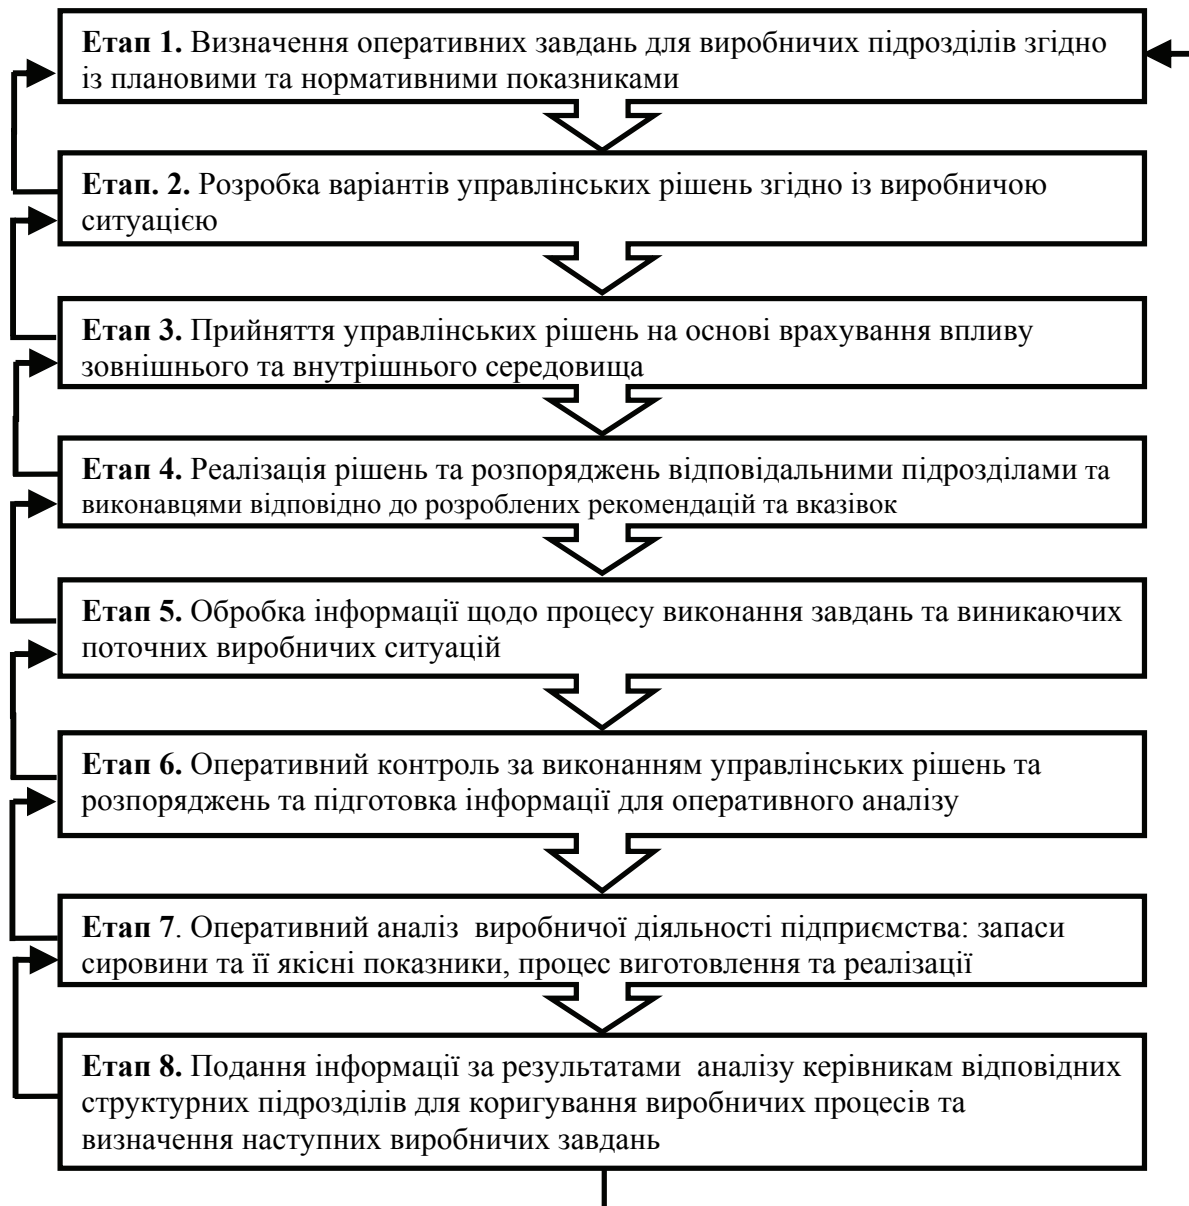 Етап 1. Визначення оперативних завдань для виробничих підрозділів згідно
із плановими та нормативними показниками
Етап. 2. Розробка варіантів управлінських рішень згідно із виробничою
ситуацією
Етап 3. Прийняття управлінських рішень на основі врахування впливу
зовнішнього та внутрішнього середовища
Етап 4. Реалізація рішень та розпоряджень відповідальними підрозділами та
виконавцями відповідно до розроблених рекомендацій та вказівок
Етап 5. Обробка інформації щодо процесу виконання завдань та виникаючих
поточних виробничих ситуацій
Етап 6. Оперативний контроль за виконанням управлінських рішень та
розпоряджень та підготовка інформації для оперативного аналізу
Етап 7. Оперативний аналіз виробничої діяльності підприємства: запаси
сировини та її якісні показники, процес виготовлення та реалізації
Етап 8. Подання інформації за результатами аналізу керівникам відповідних
структурних підрозділів для коригування виробничих процесів та
визначення наступних виробничих завдань